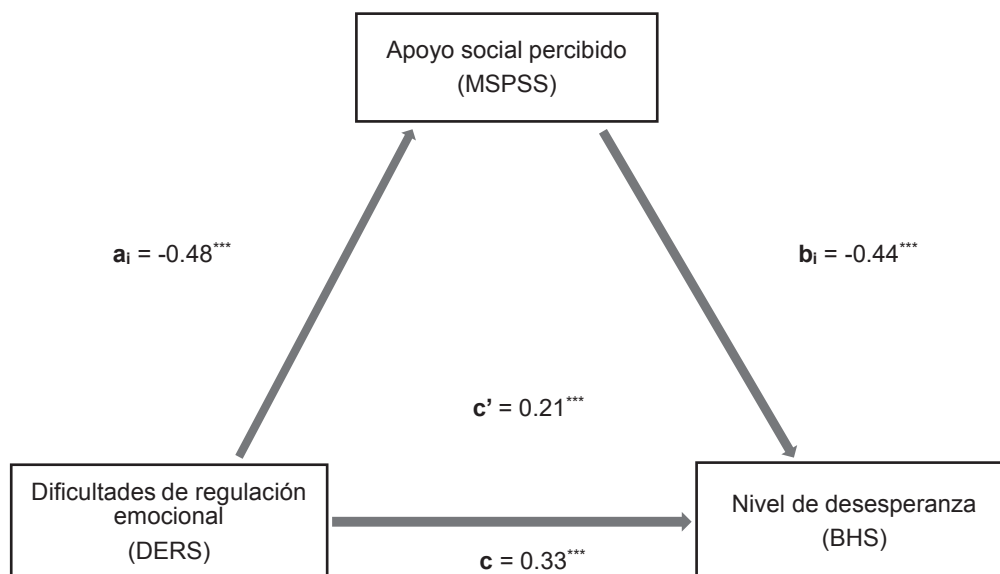 Apoyo social percibido
(MSPSS)
aᵢ = -0.48***
bᵢ = -0.44***
c’ = 0.21***
Dificultades de regulación
emocional
(DERS)
Nivel de desesperanza
(BHS)
c = 0.33***